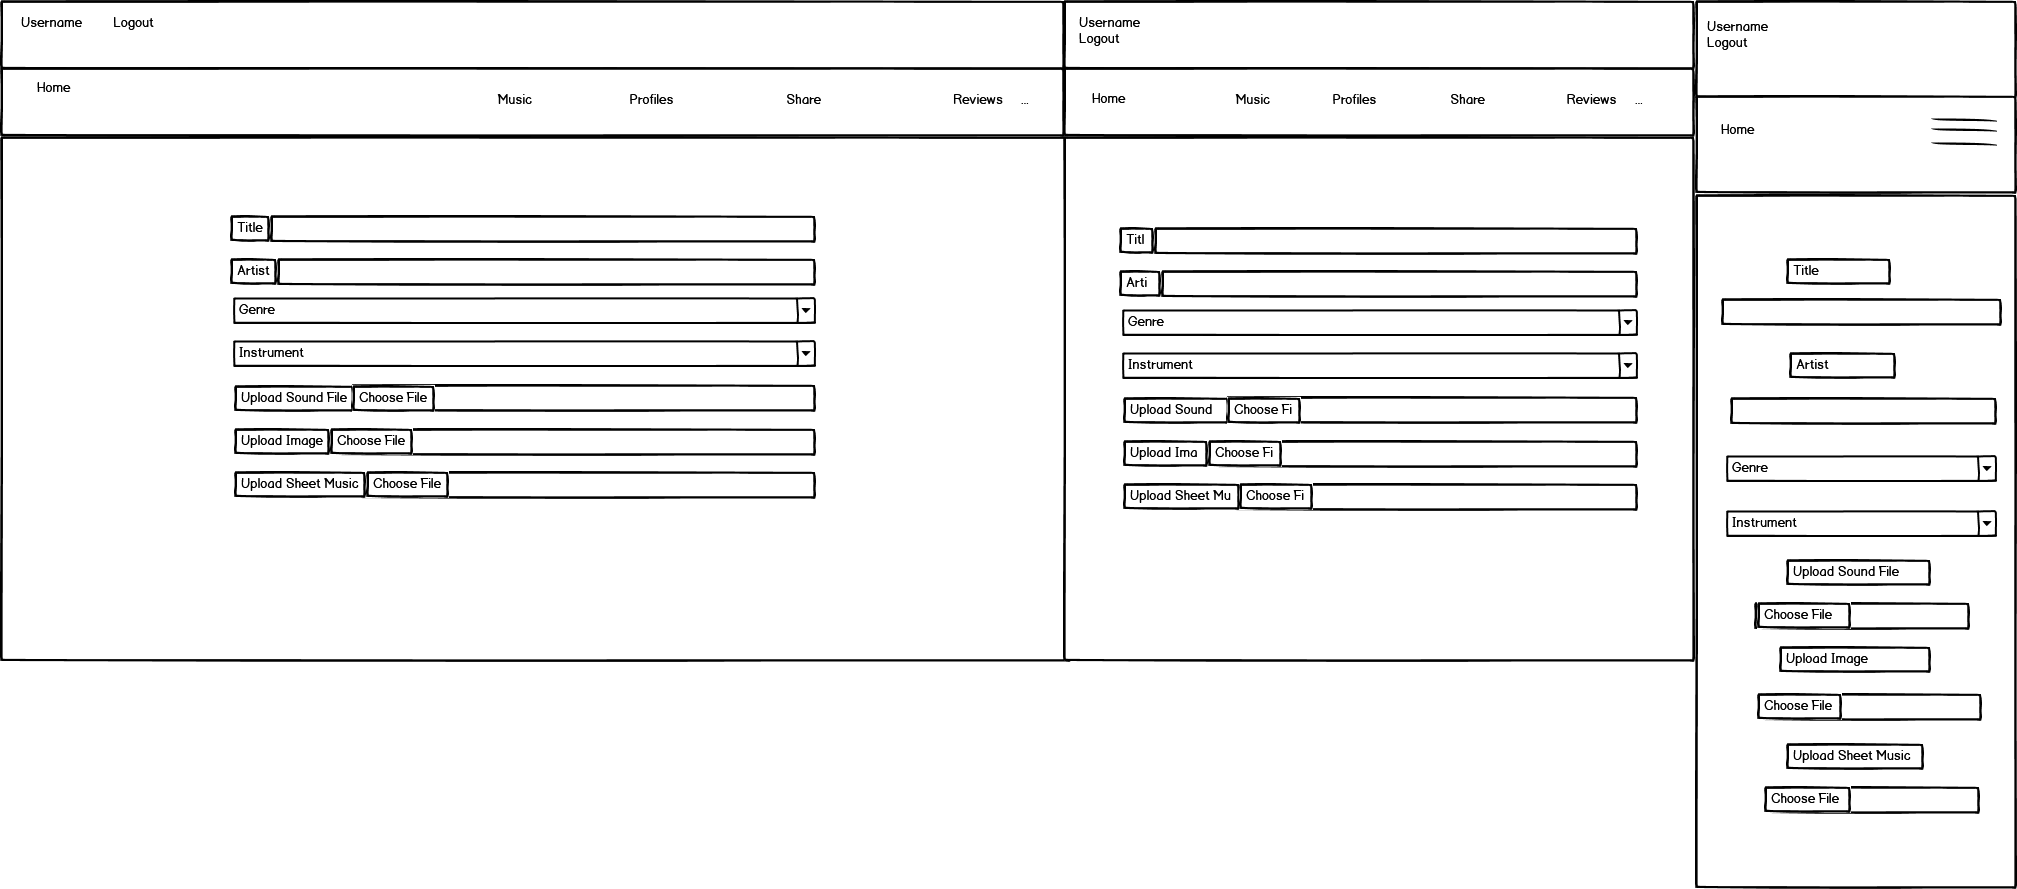 Username Logout
Home Music Profiles Share Reviews ...
Title
Artist
Genre
Instrument
Upload Sound File Choose File
Upload Image Choose File
Upload Sheet Music Choose File
Username
Logout
Home Music Profiles Share Reviews ...
Titl
Arti
Genre
Instrument
Upload Sound Choose Fi
Upload Ima Choose Fi
Upload Sheet Mu Choose Fi
Username
Logout
Home
Title
Artist
Genre
Instrument
Upload Sound File
Choose File
Upload Image
Choose File
Upload Sheet Music
Choose File